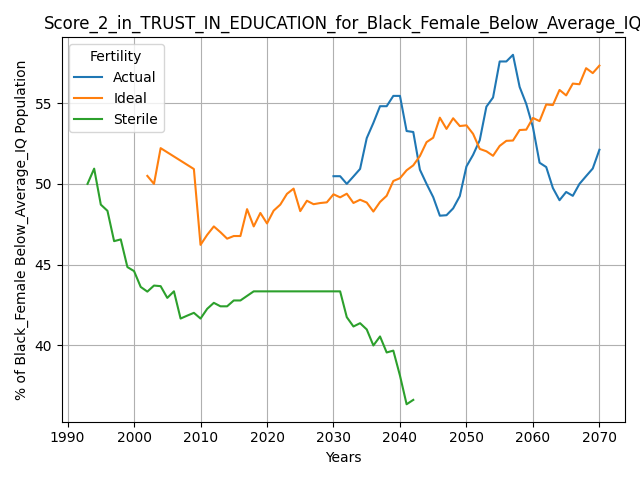 Score_2_in_TRUST_IN_EDUCATION_for_Black_Female_Below_Average_IQ
% of Black_Female Below_Average_IQ Population
Fertility
Actual
Ideal
Sterile
55
50
45
40
1990 2000 2010 2020 2030 2040 2050 2060 2070
Years